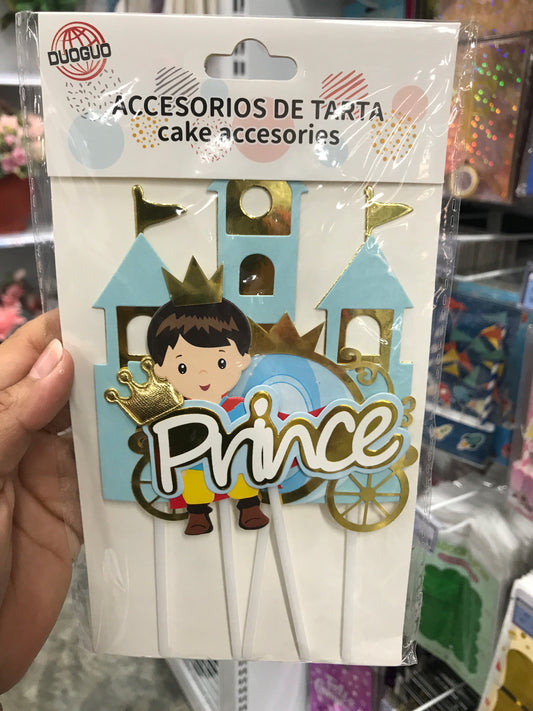 DUOGUO
ACCESORIOS DE TARTA
cake accesories
Prince